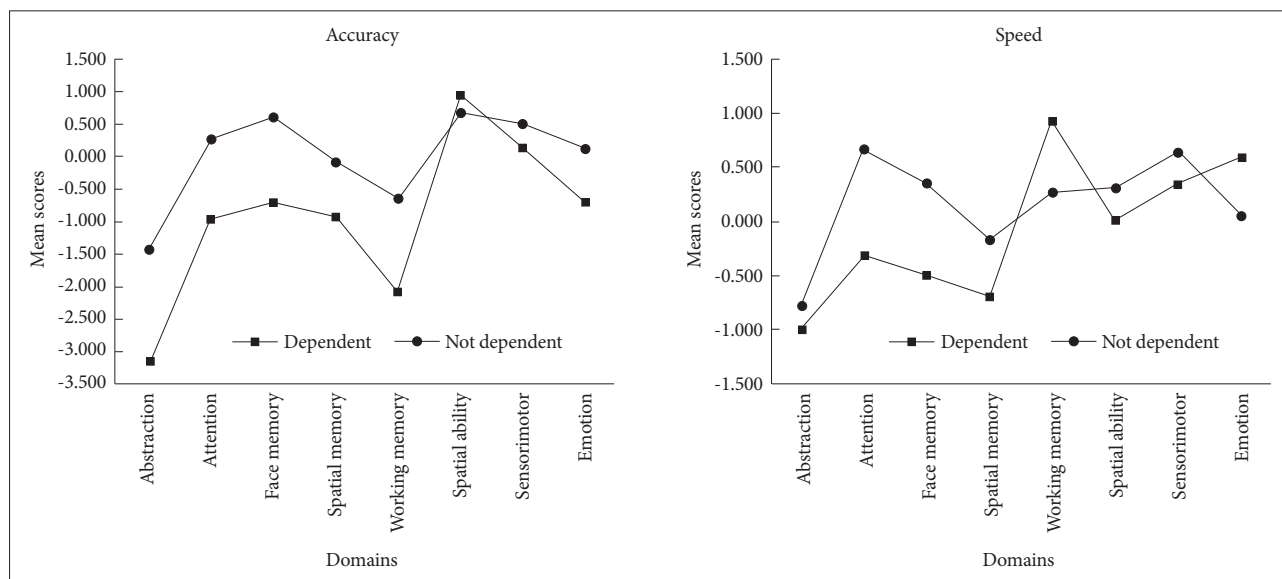 Accuracy
1.500
1.000
0.500
0.000
-0.500
-1.000
-1.500
-2.000
-2.500
-3.000
-3.500
Mean scores
Dependent
Not dependent
Abstraction
Attention
Face memory
Spatial memory
Working memory
Spatial ability
Sensorimotor
Emotion
Domains
Speed
1.500
1.000
0.500
0.000
-0.500
-1.000
-1.500
Mean scores
Dependent
Not dependent
Abstraction
Attention
Face memory
Spatial memory
Working memory
Spatial ability
Sensorimotor
Emotion
Domains